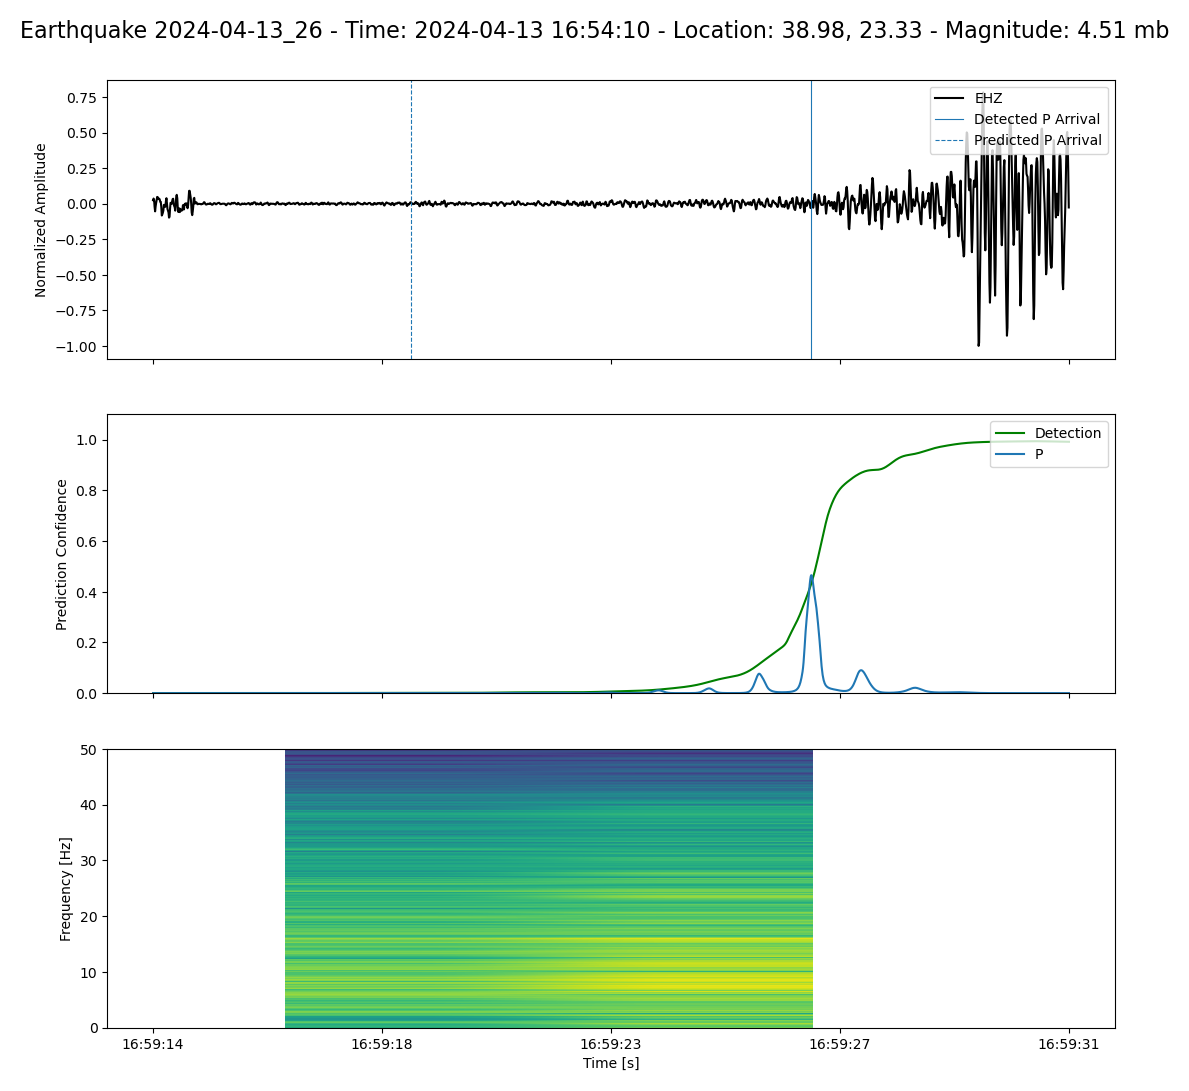 Earthquake 2024-04-13_26 - Time: 2024-04-13 16:54:10 - Location: 38.98, 23.33 - Magnitude: 4.51 mb
EHZ
Detected P Arrival
Predicted P Arrival
0.75
0.50
0.25
0.00
−0.25
−0.50
−0.75
−1.00
Normalized Amplitude
Detection
P
1.0
0.8
0.6
0.4
0.2
0.0
Prediction Confidence
50
40
30
20
10
0
Frequency [Hz]
16:59:14 16:59:18 16:59:23 16:59:27 16:59:31
Time [s]